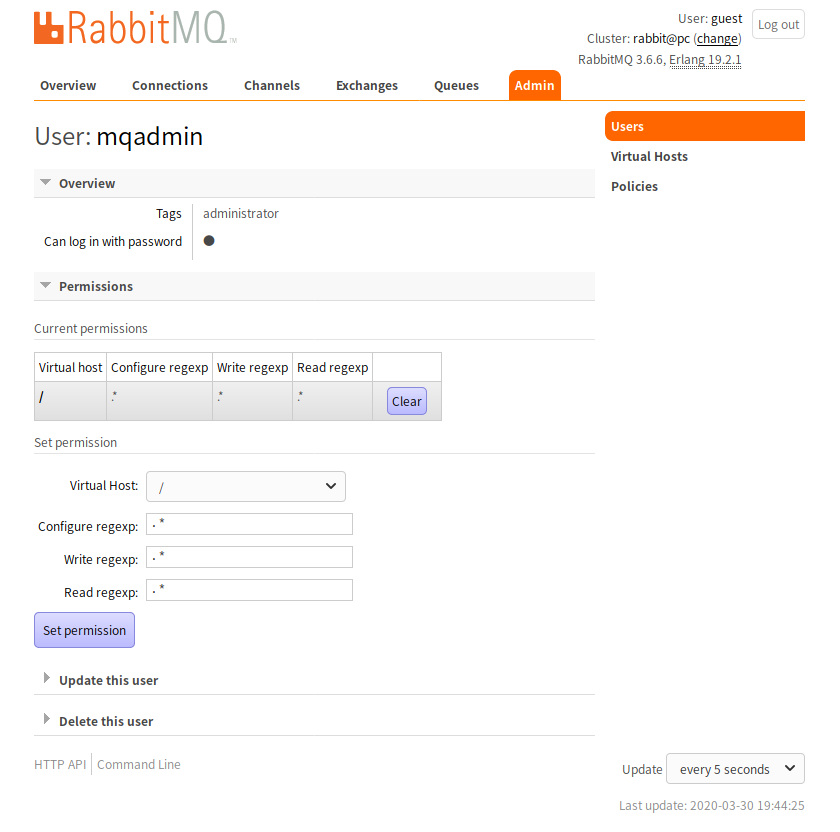 RabbitMQ™
User: guest
Cluster: rabbit@pc (change)
RabbitMQ 3.6.6, Erlang 19.2.1
Log out
Overview Connections Channels Exchanges Queues Admin
User: mqadmin
Overview
Tags administrator
Can log in with password ●
Permissions
Current permissions
Virtual host Configure regexp Write regexp Read regexp
/ .* .* .* Clear
Set permission
Virtual Host: /
Configure regexp: .*
Write regexp: .*
Read regexp: .*
Set permission
Update this user
Delete this user
HTTP API Command Line
Users
Virtual Hosts
Policies
Update every 5 seconds
Last update: 2020-03-30 19:44:25